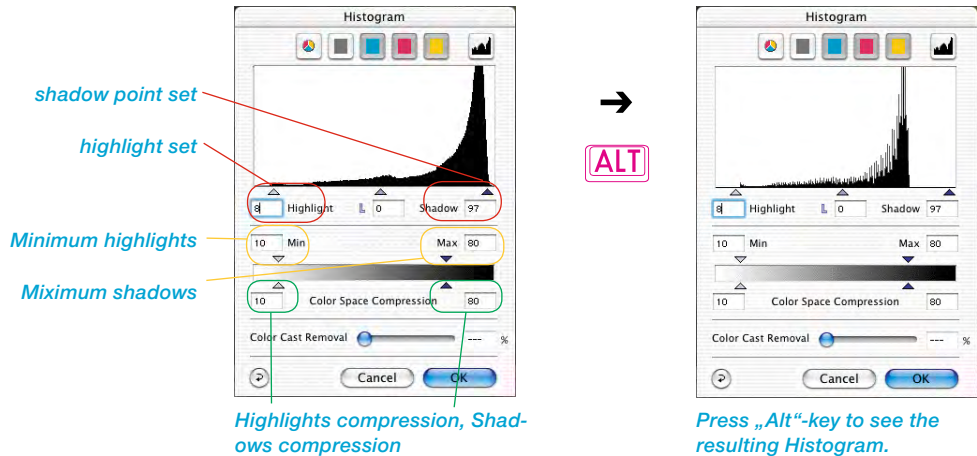 Histogram
Histogram
shadow point set
highlight set
ALT
8 Highlight L 0 Shadow 97
8 Highlight L 0 Shadow 97
Minimum highlights
10 Min Max 80
10 Min Max 80
Miximum shadows
10 Color Space Compression 80
10 Color Space Compression 80
Color Cast Removal --- %
Color Cast Removal --- %
Cancel OK
Cancel OK
Highlights compression, Shad-
ows compression
Press „Alt“-key to see the
resulting Histogram.